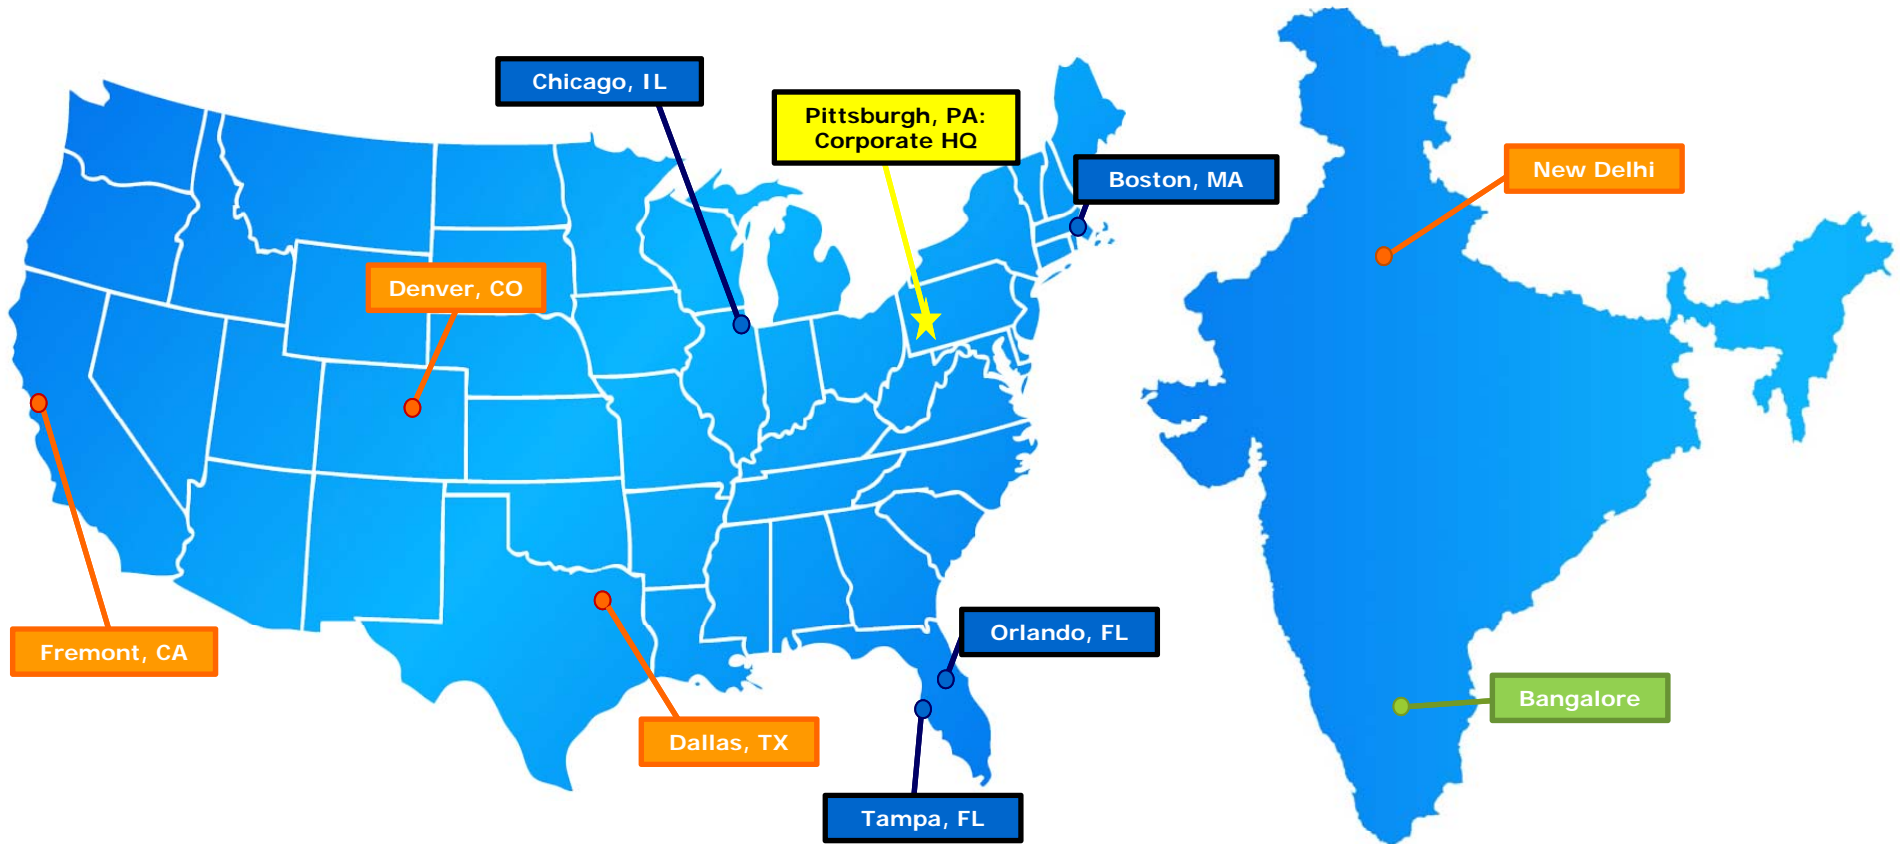 Chicago, IL
Pittsburgh, PA:
Corporate HQ
Boston, MA
New Delhi
Denver, CO
Fremont, CA
Orlando, FL
Dallas, TX
Bangalore
Tampa, FL